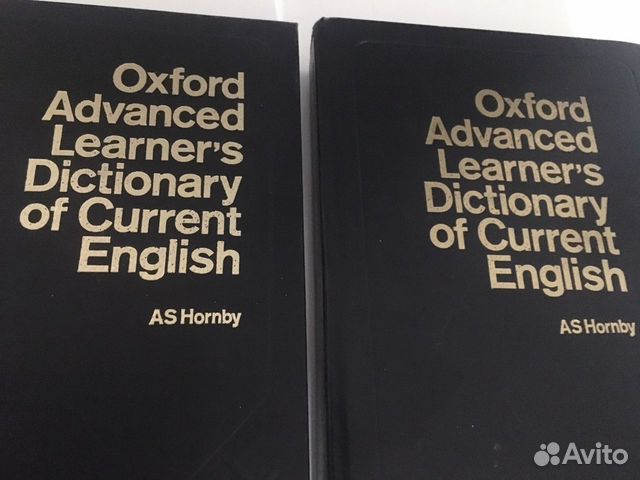 Oxford
Advanced
Learner's
Dictionary
of Current
English
AS Hornby
Oxford
Advanced
Learner's
Dictionary
of Current
English
AS Hornby
Avito